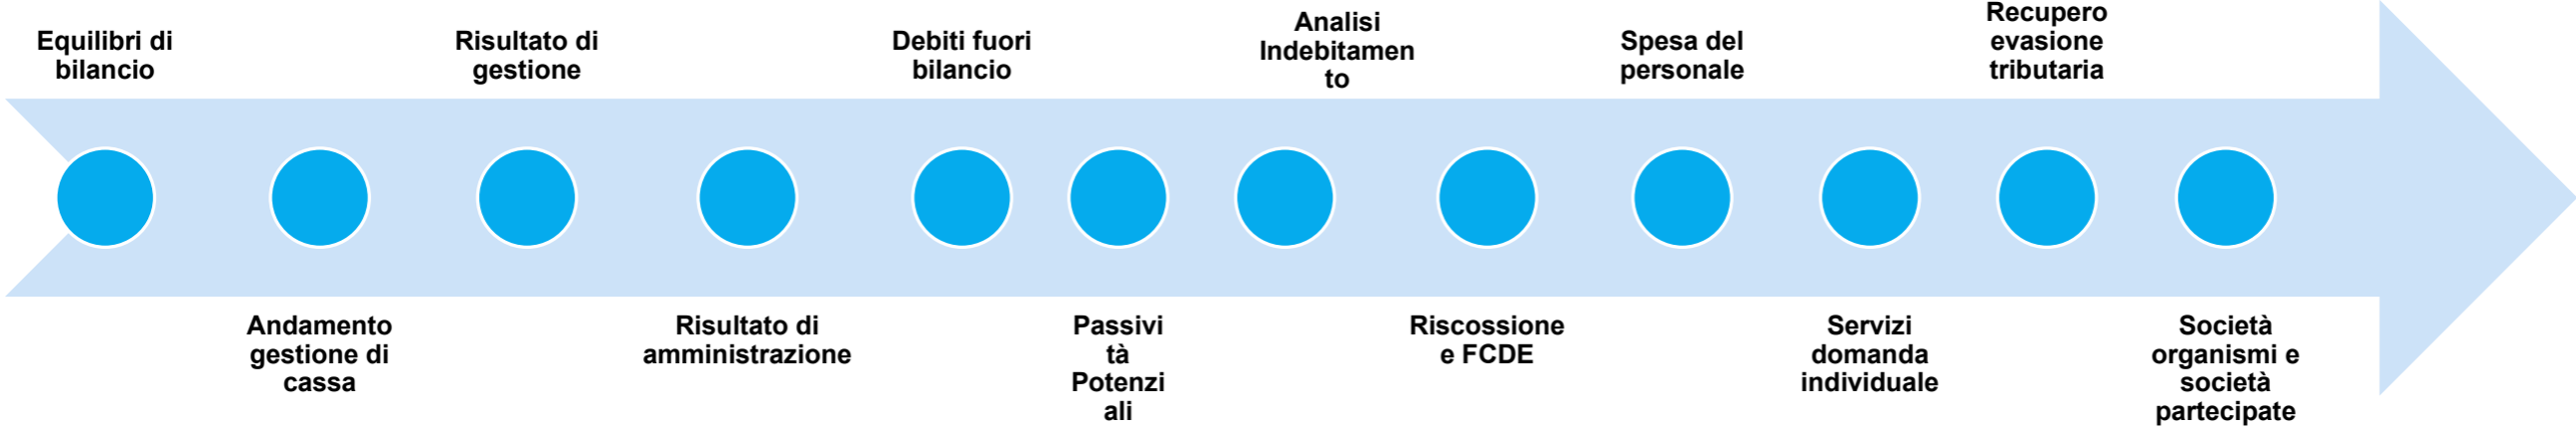 Equilibri di
bilancio
Andamento
gestione di
cassa
Risultato di
gestione
Risultato di
amministrazione
Debiti fuori
bilancio
Passivi
tà
Potenzi
ali
Analisi
Indebitamen
to
Riscossione
e FCDE
Spesa del
personale
Servizi
domanda
individuale
Recupero
evasione
tributaria
Società
organismi e
società
partecipate